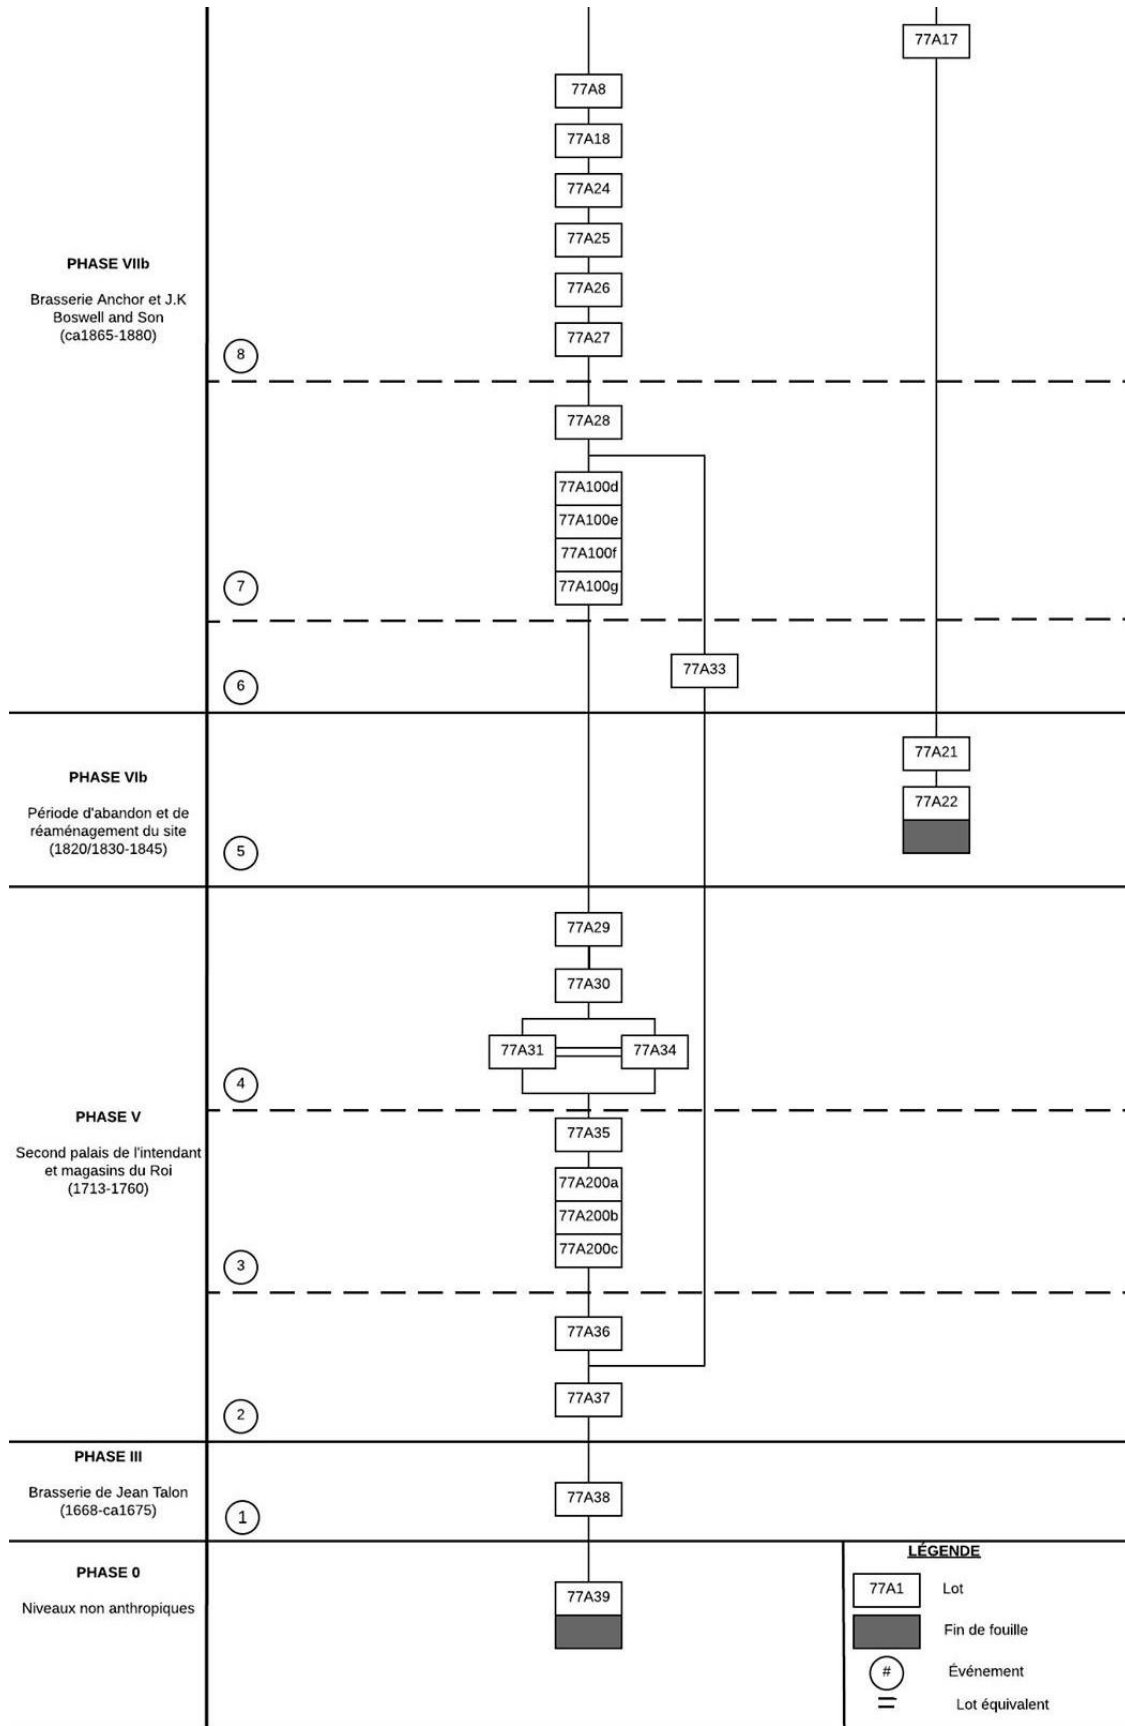 77A17
77A8
77A18
77A24
77A25
PHASE VIIb
77A26
Brasserie Anchor et J.K
Boswell and Son
(ca1865-1880)
77A27
8
77A28
77A100d
77A100e
77A100f
77A100g
7
77A33
6
77A21
PHASE VIb
77A22
Période d'abandon et de
réaménagement du site
(1820/1830-1845)
5
77A29
77A30
77A31
77A34
4
PHASE V
77A35
Second palais de l'intendant
et magasins du Roi
(1713-1760)
77A200a
77A200b
77A200c
3
77A36
77A37
2
PHASE III
Brasserie de Jean Talon
(1668-ca1675)
77A38
1
PHASE 0
Niveaux non anthropiques
77A39
LÉGENDE
77A1 Lot
Fin de fouille
# Événement
Lot équivalent